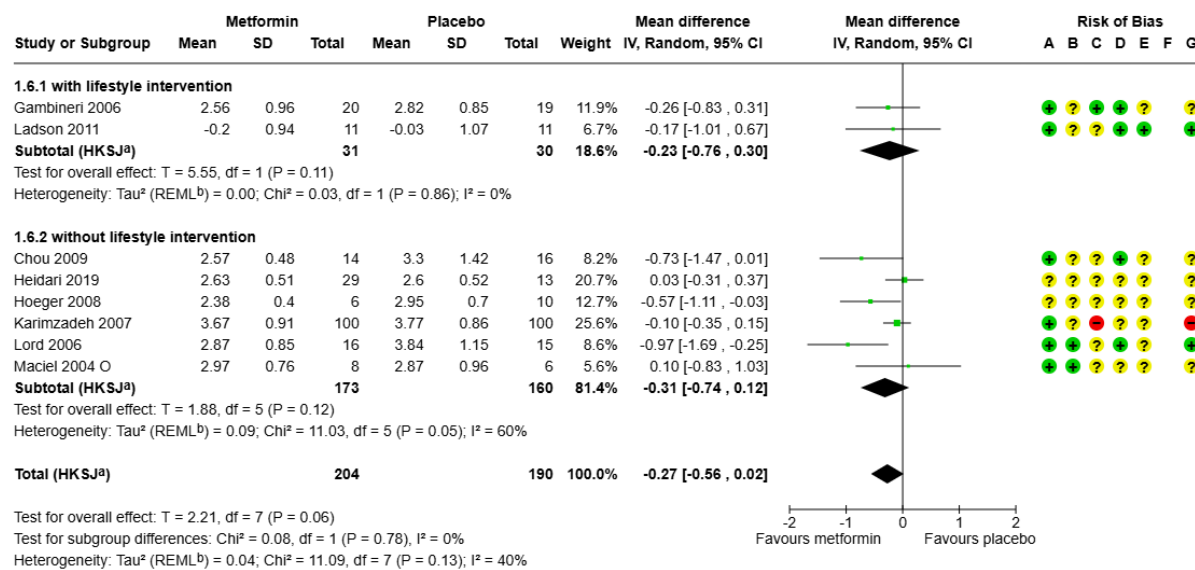 Metformin Placebo Mean difference Mean difference Risk of Bias
Study or Subgroup Mean SD Total Mean SD Total Weight IV, Random, 95% CI IV, Random, 95% CI A B C D E F G
1.6.1 with lifestyle intervention
Gambineri 2006 2.56 0.96 20 2.82 0.85 19 11.9% -0.26 [-0.83 , 0.31] + ? + + ? ?
Ladson 2011 -0.2 0.94 11 -0.03 1.07 11 6.7% -0.17 [-1.01 , 0.67] + ? ? + + +
Subtotal (HKSJᵃ) 31 30 18.6% -0.23 [-0.76 , 0.30]
Test for overall effect: T = 5.55, df = 1 (P = 0.11)
Heterogeneity: Tau² (REMLᵇ) = 0.00; Chi² = 0.03, df = 1 (P = 0.86); I² = 0%
1.6.2 without lifestyle intervention
Chou 2009 2.57 0.48 14 3.3 1.42 16 8.2% -0.73 [-1.47 , 0.01] + ? ? + ? ?
Heidari 2019 2.63 0.51 29 2.6 0.52 13 20.7% 0.03 [-0.31 , 0.37] ? ? ? ? ? ?
Hoeger 2008 2.38 0.4 6 2.95 0.7 10 12.7% -0.57 [-1.11 , -0.03] ? ? ? ? ? ?
Karimzadeh 2007 3.67 0.91 100 3.77 0.86 100 25.6% -0.10 [-0.35 , 0.15] + ? − ? ? −
Lord 2006 2.87 0.85 16 3.84 1.15 15 8.6% -0.97 [-1.69 , -0.25] + + ? + ? +
Maciel 2004 O 2.97 0.76 8 2.87 0.96 6 5.6% 0.10 [-0.83 , 1.03] + + ? ? ? ?
Subtotal (HKSJᵃ) 173 160 81.4% -0.31 [-0.74 , 0.12]
Test for overall effect: T = 1.88, df = 5 (P = 0.12)
Heterogeneity: Tau² (REMLᵇ) = 0.09; Chi² = 11.03, df = 5 (P = 0.05); I² = 60%
Total (HKSJᵃ) 204 190 100.0% -0.27 [-0.56 , 0.02]
Test for overall effect: T = 2.21, df = 7 (P = 0.06)
Test for subgroup differences: Chi² = 0.08, df = 1 (P = 0.78), I² = 0%
Heterogeneity: Tau² (REMLᵇ) = 0.04; Chi² = 11.09, df = 7 (P = 0.13); I² = 40%
-2 -1 0 1 2
Favours metformin Favours placebo